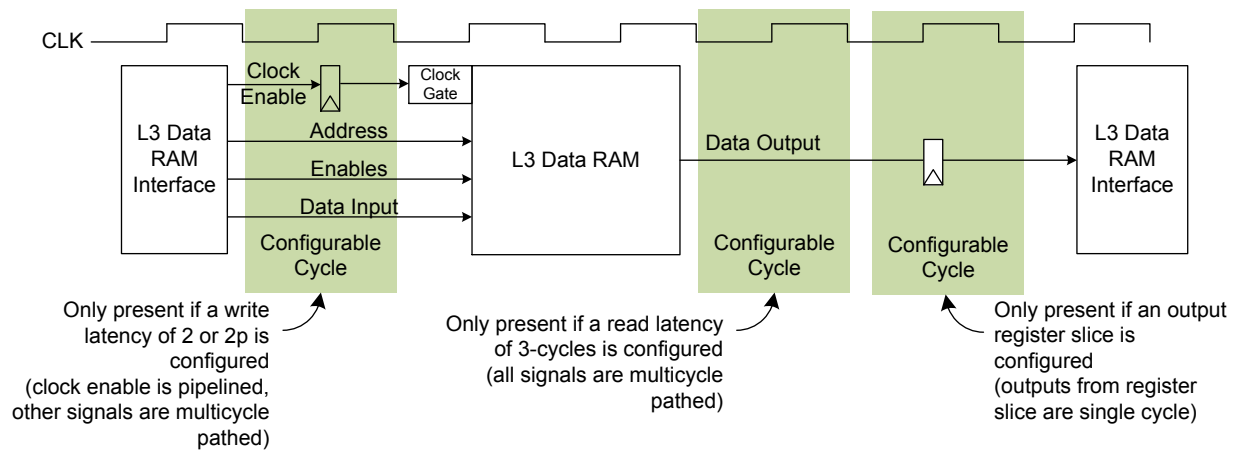 CLK
Clock
Enable
Clock
Gate
L3 Data
RAM
Interface
Address
Enables
Data Input
L3 Data RAM
Data Output
L3 Data
RAM
Interface
Configurable
Cycle
Configurable
Cycle
Configurable
Cycle
Only present if a write
latency of 2 or 2p is
configured
(clock enable is pipelined,
other signals are multicycle
pathed)
Only present if a read latency
of 3-cycles is configured
(all signals are multicycle
pathed)
Only present if an output
register slice is
configured
(outputs from register
slice are single cycle)